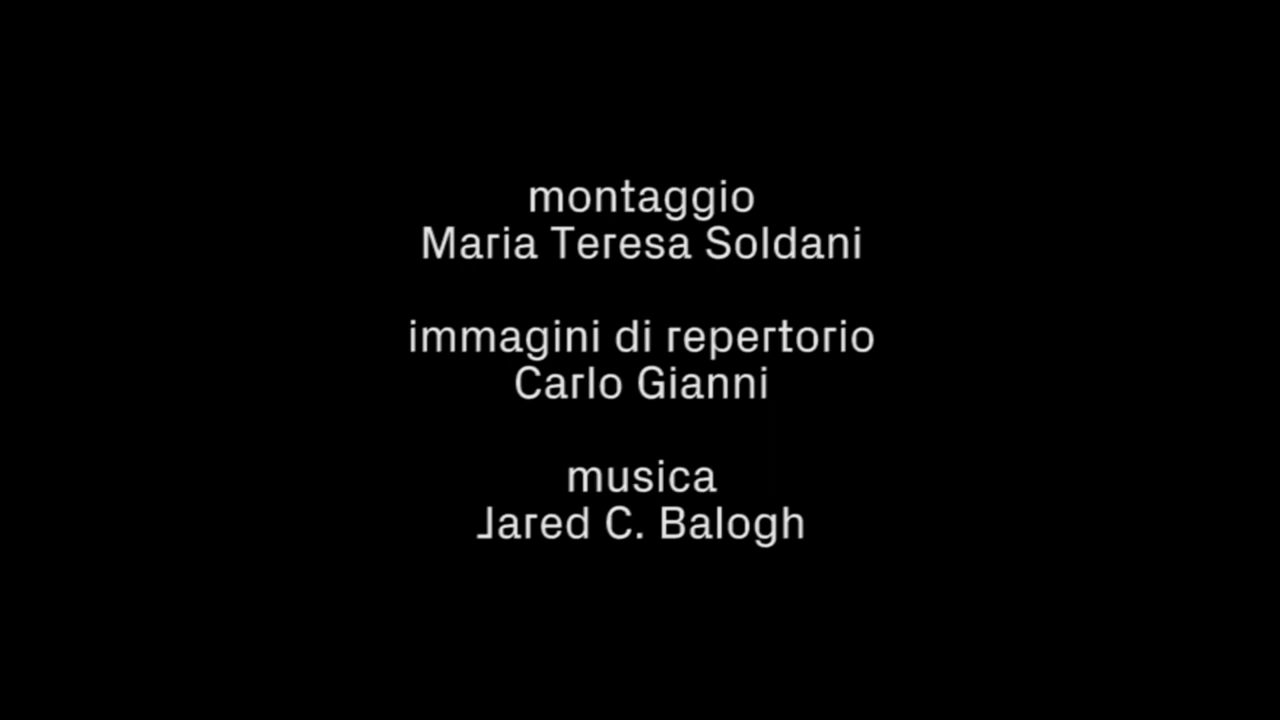 montaggio
Maria Teresa Soldani
immagini di repertorio
Carlo Gianni
musica
Jared C. Balogh